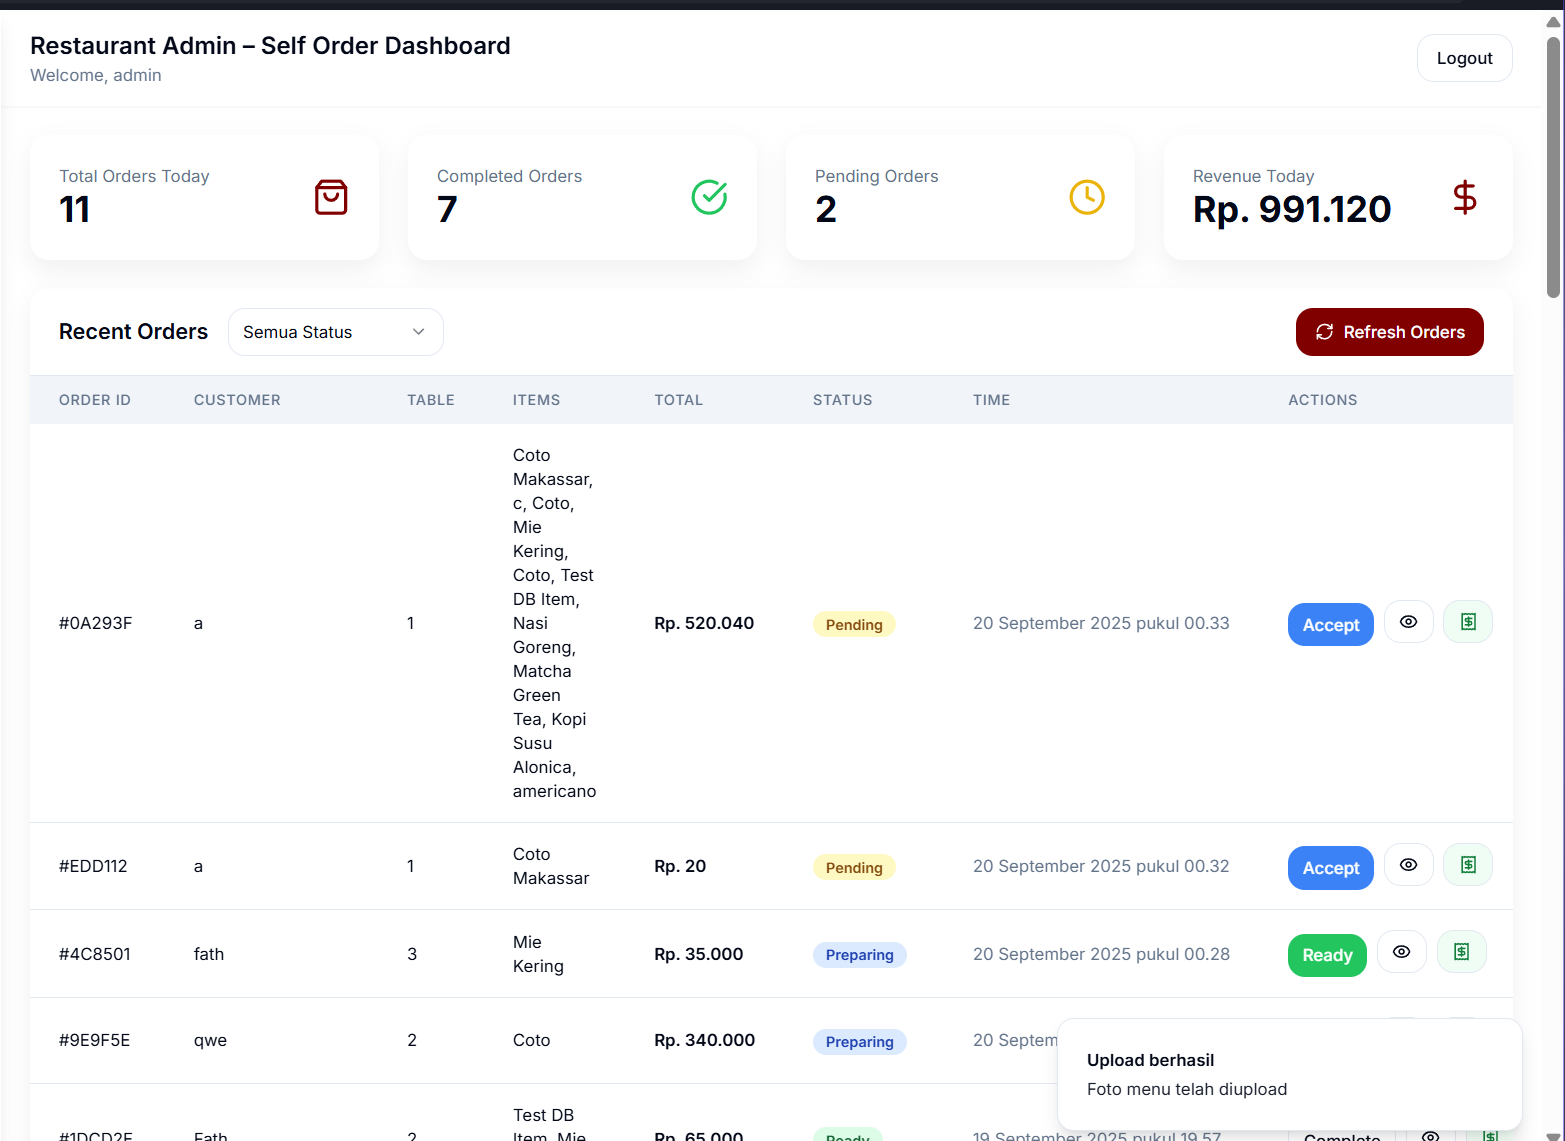 Restaurant Admin – Self Order Dashboard
Welcome, admin
Logout
Total Orders Today
11
Completed Orders
7
Pending Orders
2
Revenue Today
Rp. 991.120
Recent Orders
Semua Status
Refresh Orders
ORDER ID CUSTOMER TABLE ITEMS TOTAL STATUS TIME ACTIONS
Coto
Makassar,
c, Coto,
Mie
Kering,
Coto, Test
DB Item,
Nasi
Goreng,
Matcha
Green
Tea, Kopi
Susu
Alonica,
americano
#0A293F a 1 Rp. 520.040 Pending 20 September 2025 pukul 00.33 Accept
Coto
Makassar
#EDD112 a 1 Rp. 20 Pending 20 September 2025 pukul 00.32 Accept
Mie
Kering
#4C8501 fath 3 Rp. 35.000 Preparing 20 September 2025 pukul 00.28 Ready
#9E9F5E qwe 2 Coto Rp. 340.000 Preparing 20 Septem
Upload berhasil
Foto menu telah diupload
Test DB
Item, Mie
#1DCD2F Fath 2 Rp. 65.000 Ready 19 September 2025 pukul 19.57 Complete